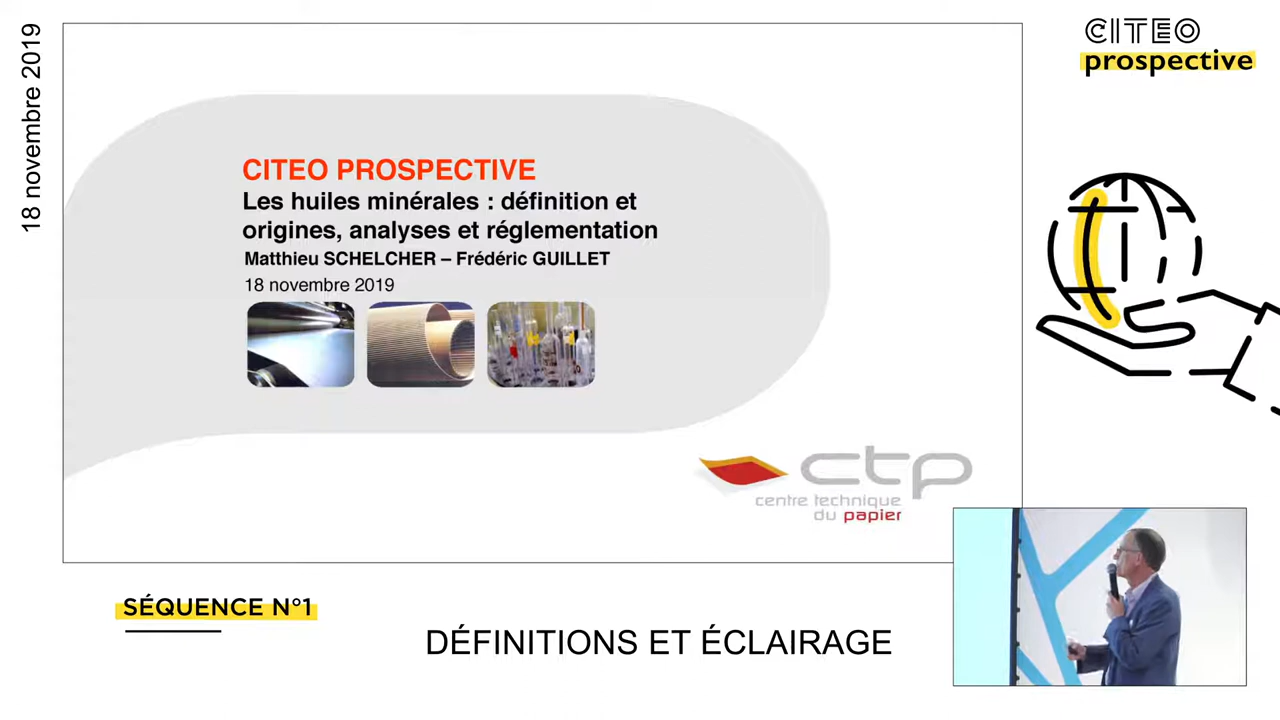 18 novembre 2019
CITEO
prospective
CITEO PROSPECTIVE
Les huiles minérales : définition et
origines, analyses et réglementation
Matthieu SCHELCHER – Frédéric GUILLET
18 novembre 2019
ctp
centre technique
du papier
SÉQUENCE N°1
DÉFINITIONS ET ÉCLAIRAGE